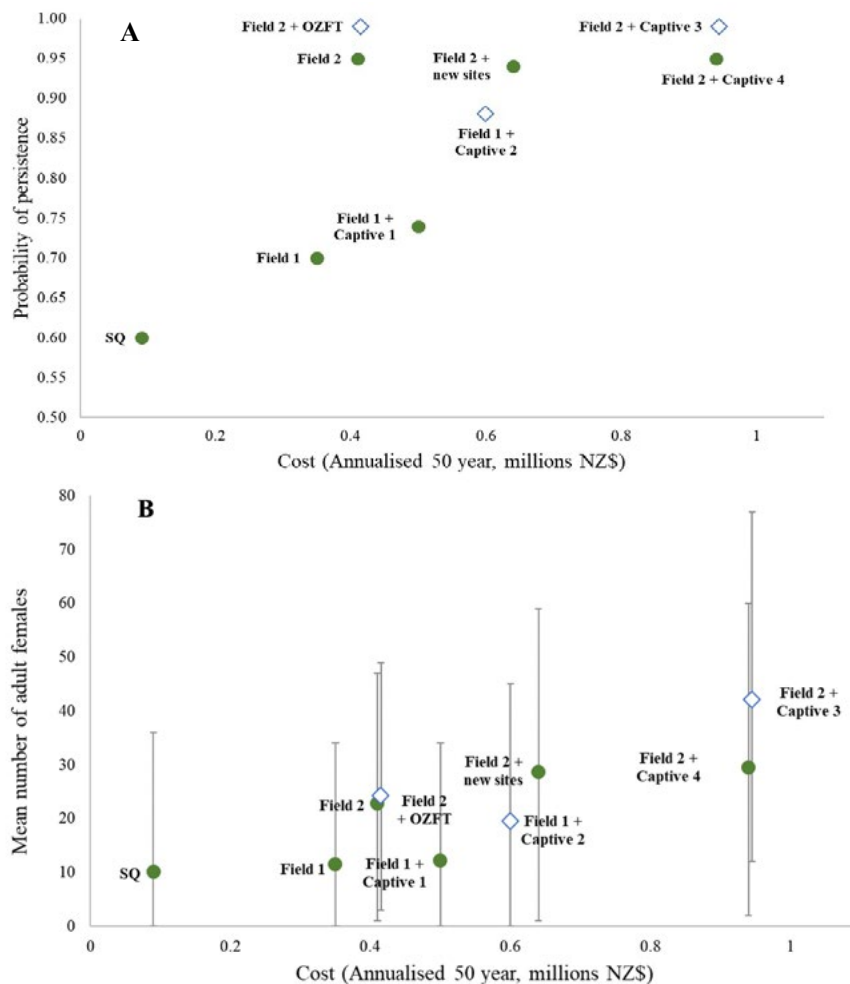 A
Probability of persistence
1.00
0.95
0.90
0.85
0.80
0.75
0.70
0.65
0.60
0.55
0.50
Field 2 + OZFT
Field 2 + Captive 3
Field 2
Field 2 +
new sites
Field 2 + Captive 4
Field 1 +
Captive 2
Field 1 +
Captive 1
Field 1
SQ
0 0.2 0.4 0.6 0.8 1
Cost (Annualised 50 year, millions NZ$)
B
Mean number of adult females
80
70
60
50
40
30
20
10
0
Field 2 +
Captive 3
Field 2 +
Captive 4
Field 2 +
new sites
Field 2
Field 2
+ OZFT
Field 1 +
Captive 2
Field 1
Field 1 +
Captive 1
SQ
0 0.2 0.4 0.6 0.8 1
Cost (Annualised 50 year, millions NZ$)